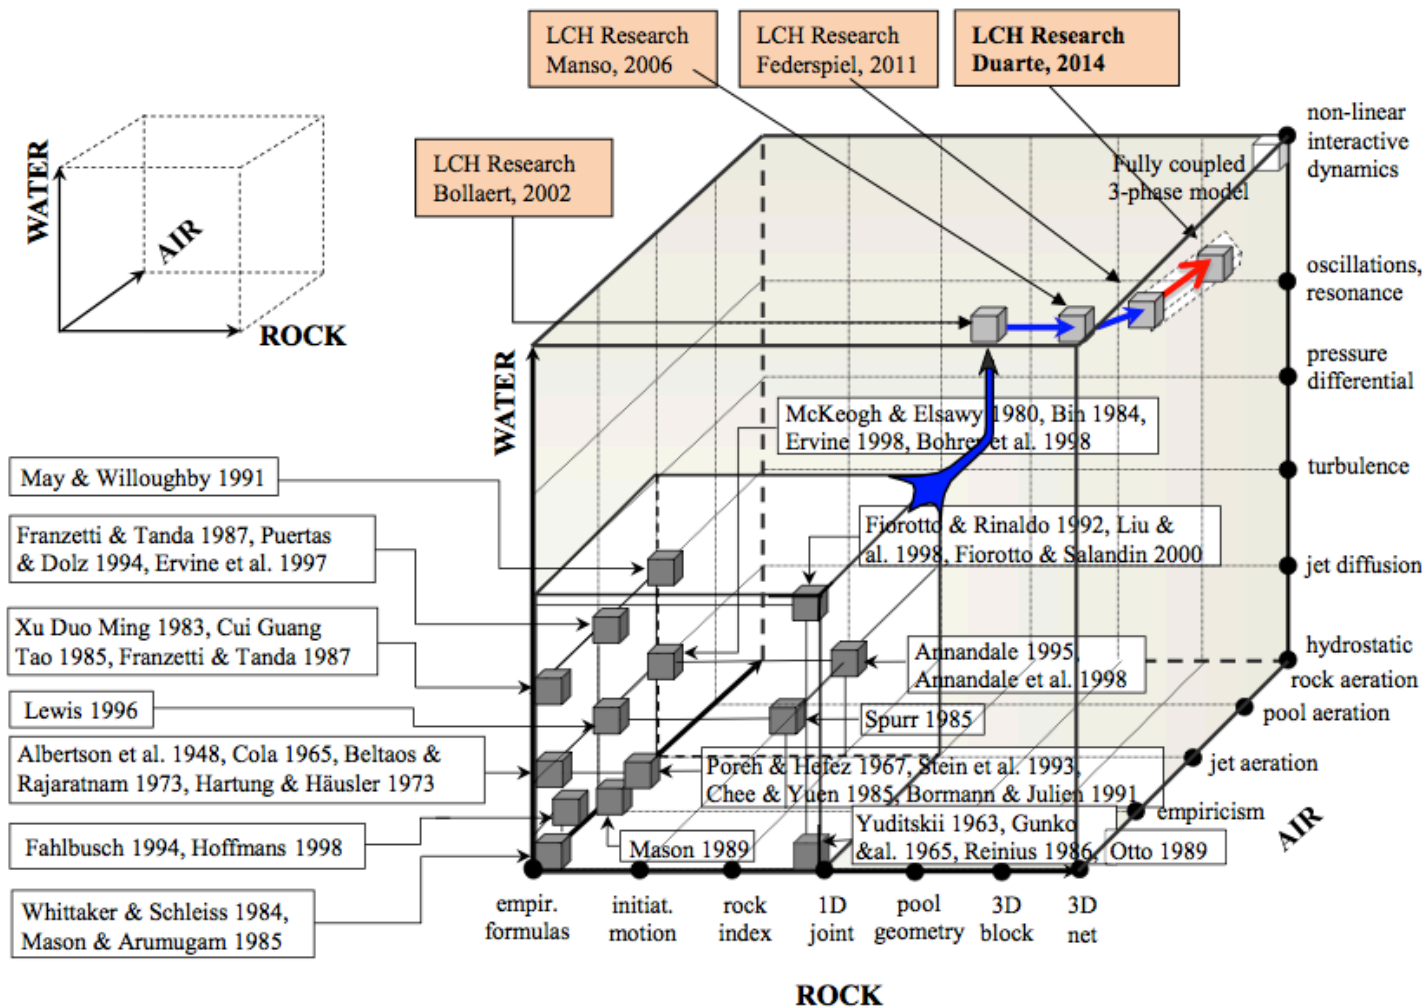 LCH Research
Manso, 2006
LCH Research
Federspiel, 2011
LCH Research
Duarte, 2014
LCH Research
Bollaert, 2002
WATER
AIR
ROCK
non-linear
interactive
dynamics
Fully coupled
3-phase model
oscillations,
resonance
pressure
differential
turbulence
jet diffusion
hydrostatic
rock aeration
pool aeration
jet aeration
empiricism
AIR
WATER
McKeogh & Elsawy 1980, Bin 1984,
Ervine 1998, Bohrer et al. 1998
May & Willoughby 1991
Franzetti & Tanda 1987, Puertas
& Dolz 1994, Ervine et al. 1997
Fiorotto & Rinaldo 1992, Liu &
al. 1998, Fiorotto & Salandin 2000
Xu Duo Ming 1983, Cui Guang
Tao 1985, Franzetti & Tanda 1987
Annandale 1995,
Annandale et al. 1998
Lewis 1996
Spurr 1985
Albertson et al. 1948, Cola 1965, Beltaos &
Rajaratnam 1973, Hartung & Häusler 1973
Poreh & Hefez 1967, Stein et al. 1993,
Chee & Yuen 1985, Bormann & Julien 1991
Fahlbusch 1994, Hoffmans 1998
Mason 1989
Yuditskii 1963, Gunko
&al. 1965, Reinius 1986,
Otto 1989
Whittaker & Schleiss 1984,
Mason & Arumugam 1985
empir.
formulas
initiat.
motion
rock
index
1D
joint
pool
geometry
3D
block
3D
net
ROCK